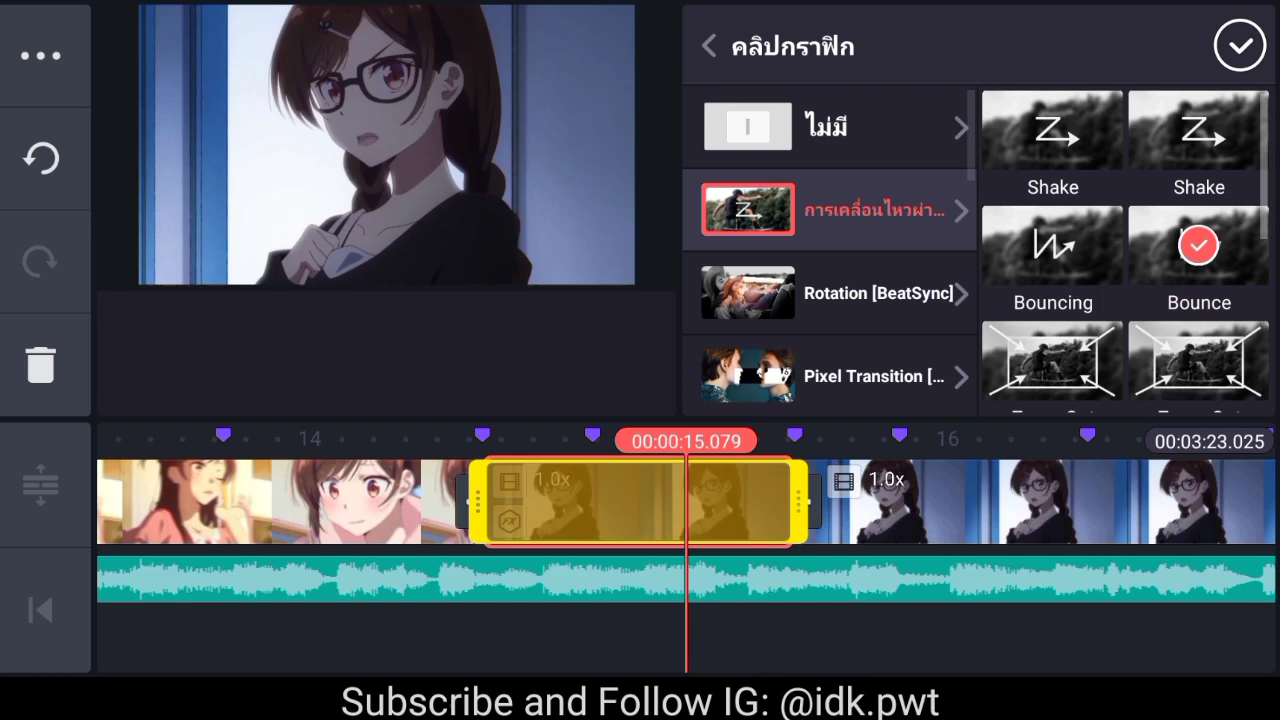 คลิปกราฟิก
ไม่มี
การเคลื่อนไหวผ่า...
Rotation [BeatSync]
Pixel Transition [...
Shake
Shake
Bouncing
Bounce
14
00:00:15.079
16
00:03:23.025
1.0x
1.0x
Subscribe and Follow IG: @idk.pwt